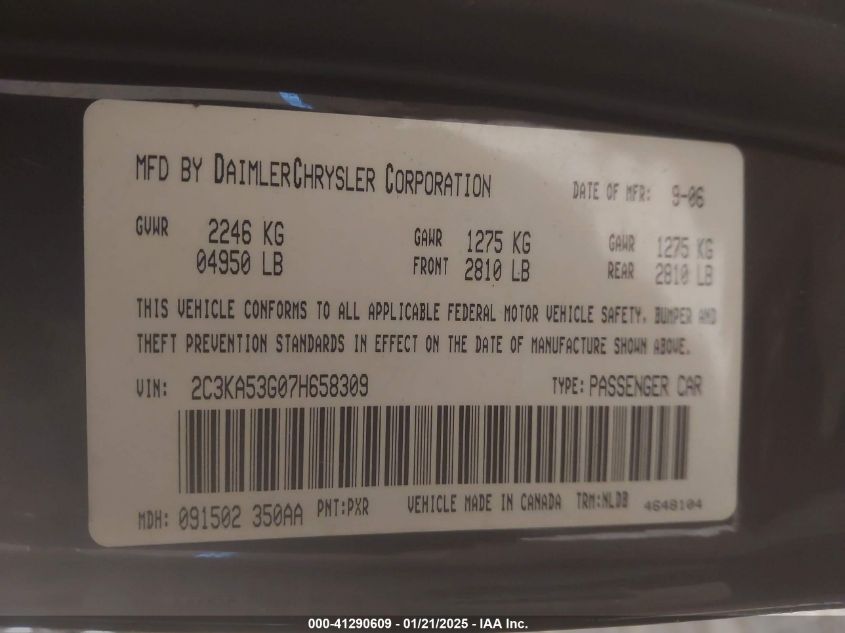 MFD BY DAIMLERCHRYSLER CORPORATION DATE OF MFR: 9-06
GVWR 2246 KG GAWR 1275 KG GAWR 1275 KG
04950 LB FRONT 2810 LB REAR 2810 LB
THIS VEHICLE CONFORMS TO ALL APPLICABLE FEDERAL MOTOR VEHICLE SAFETY, BUMPER AND
THEFT PREVENTION STANDARDS IN EFFECT ON THE DATE OF MANUFACTURE SHOWN ABOVE.
VIN: 2C3KA53G07H658309 TYPE: PASSENGER CAR
MDH: 091502 350AA PNT:PXR VEHICLE MADE IN CANADA TRM:NLDB 4648104
000-41290609 / 01/21/2025 - IAA Inc.